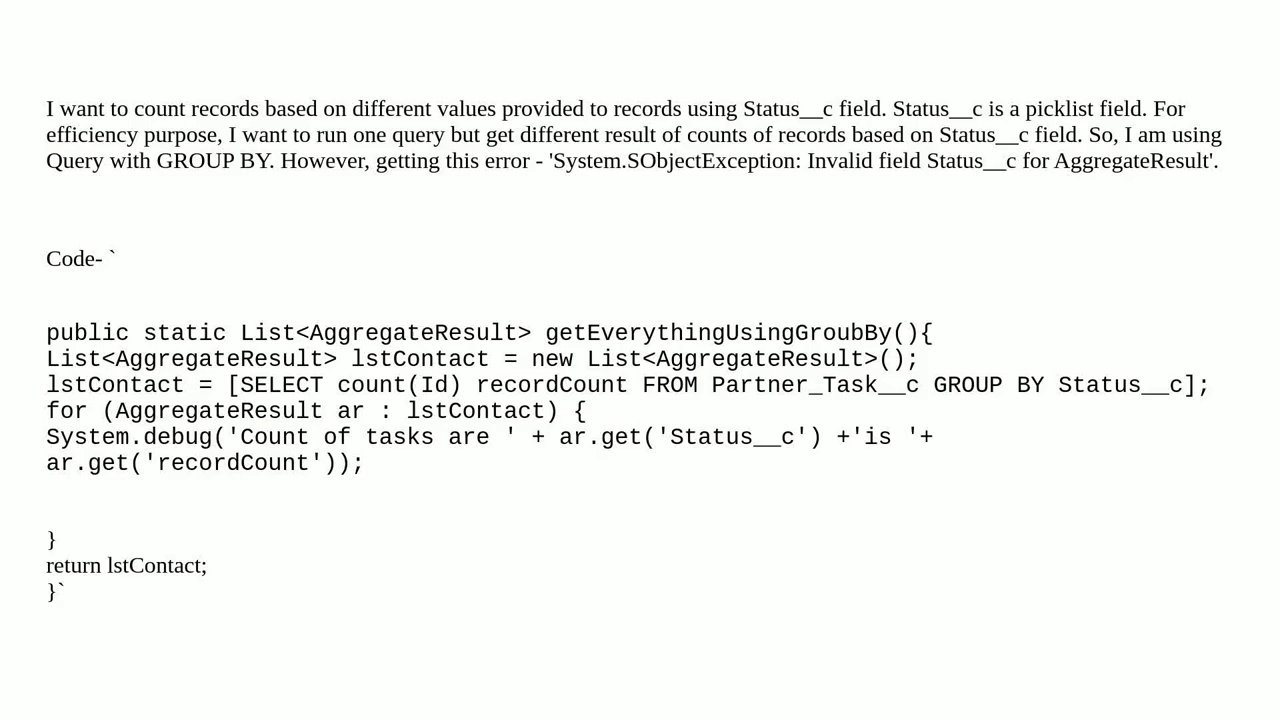 I want to count records based on different values provided to records using Status__c field. Status__c is a picklist field. For
efficiency purpose, I want to run one query but get different result of counts of records based on Status__c field. So, I am using
Query with GROUP BY. However, getting this error - 'System.SObjectException: Invalid field Status__c for AggregateResult'.
Code- `
public static List<AggregateResult> getEverythingUsingGroubBy(){
List<AggregateResult> lstContact = new List<AggregateResult>();
lstContact = [SELECT count(Id) recordCount FROM Partner_Task__c GROUP BY Status__c];
for (AggregateResult ar : lstContact) {
System.debug('Count of tasks are ' + ar.get('Status__c') +'is '+
ar.get('recordCount'));
}
return lstContact;
}`